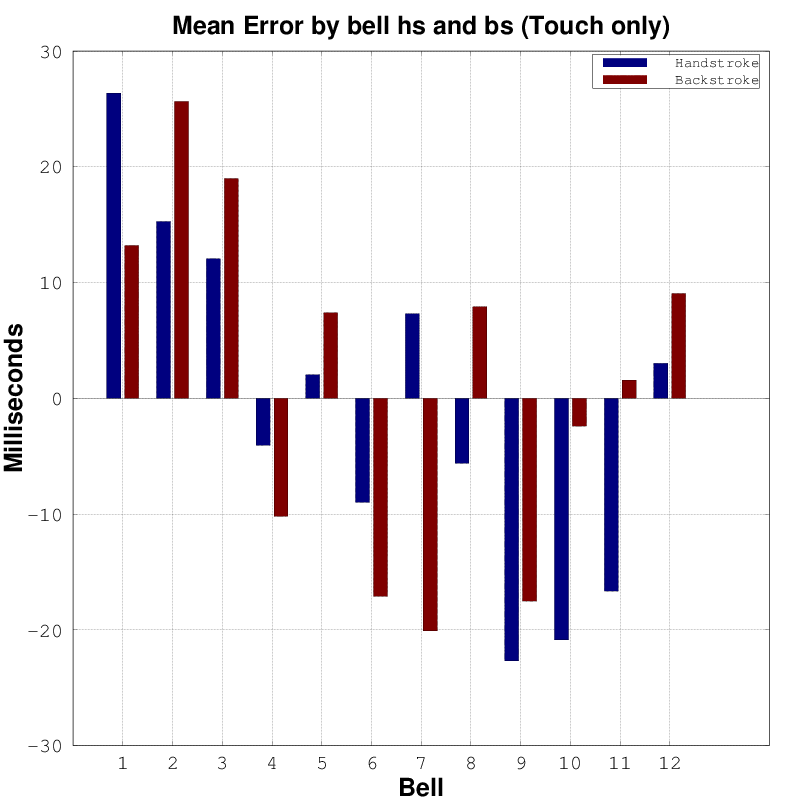 Mean Error by bell hs and bs (Touch only)
30
Handstroke
Backstroke
20
10
0
-10
-20
-30
Milliseconds
1 2 3 4 5 6 7 8 9 10 11 12
Bell